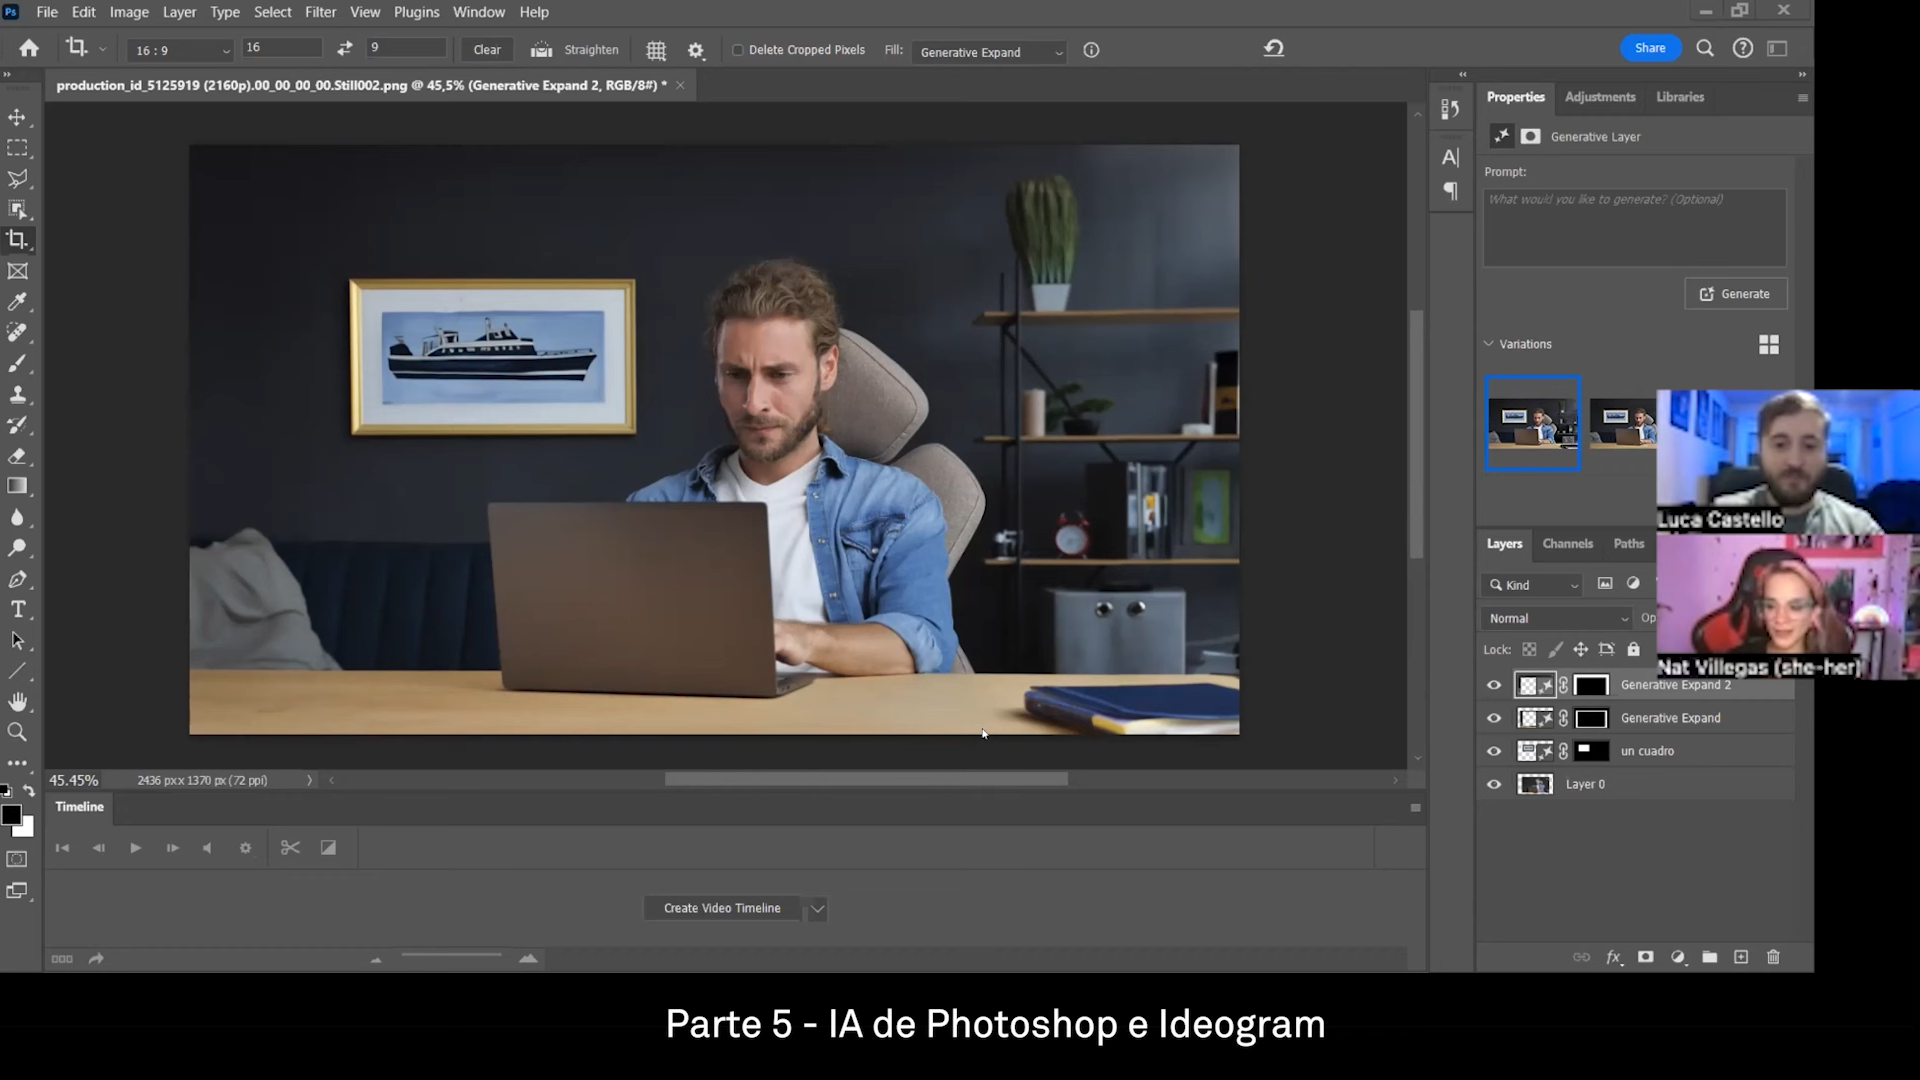 Ps File Edit Image Layer Type Select Filter View Plugins Window Help
16 : 9 16 9 Clear Straighten Delete Cropped Pixels Fill: Generative Expand Share
production_id_5125919 (2160p).00_00_00_00.Still002.png @ 45,5% (Generative Expand 2, RGB/8#) *
Properties Adjustments Libraries
Generative Layer
Prompt:
What would you like to generate? (Optional)
Generate
Variations
Luca Castello
Nat Villegas (she-her)
Layers Channels Paths
Kind
Normal
Lock:
Generative Expand 2
Generative Expand
un cuadro
Layer 0
45.45% 2436 px x 1370 px (72 ppi)
Timeline
Create Video Timeline
fx
Parte 5 - IA de Photoshop e Ideogram